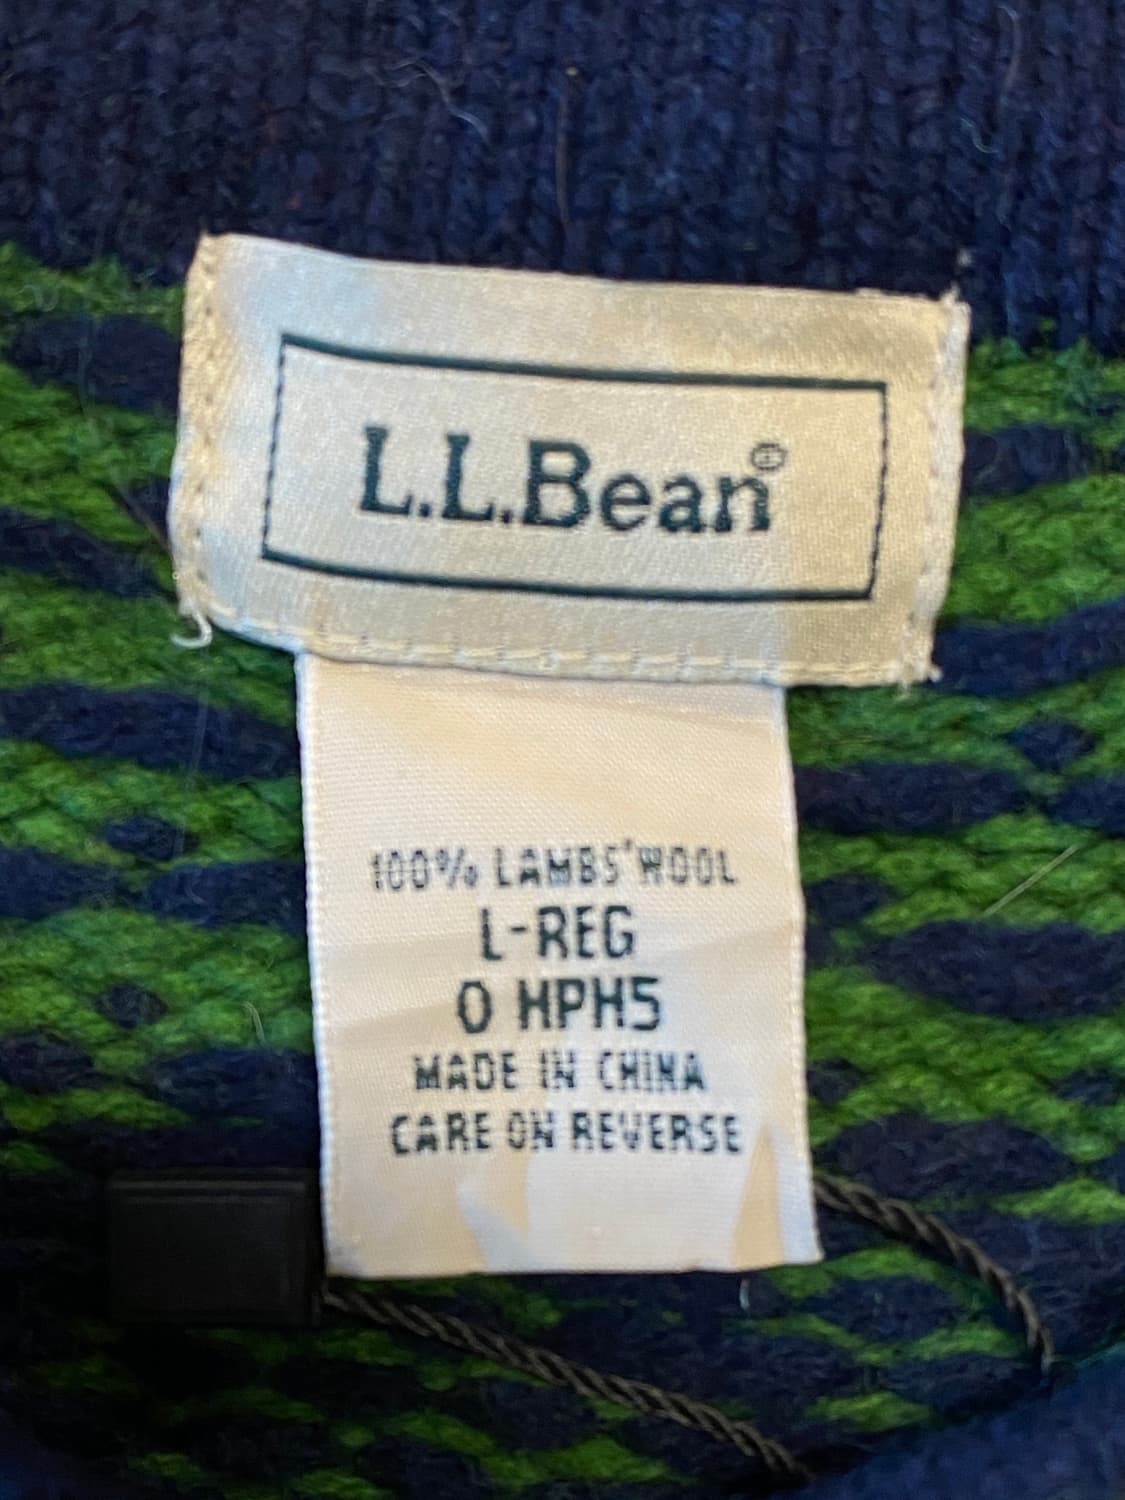 L.L.Bean®
100% LAMBS' WOOL
L-REG
0 HPH5
MADE IN CHINA
CARE ON REVERSE